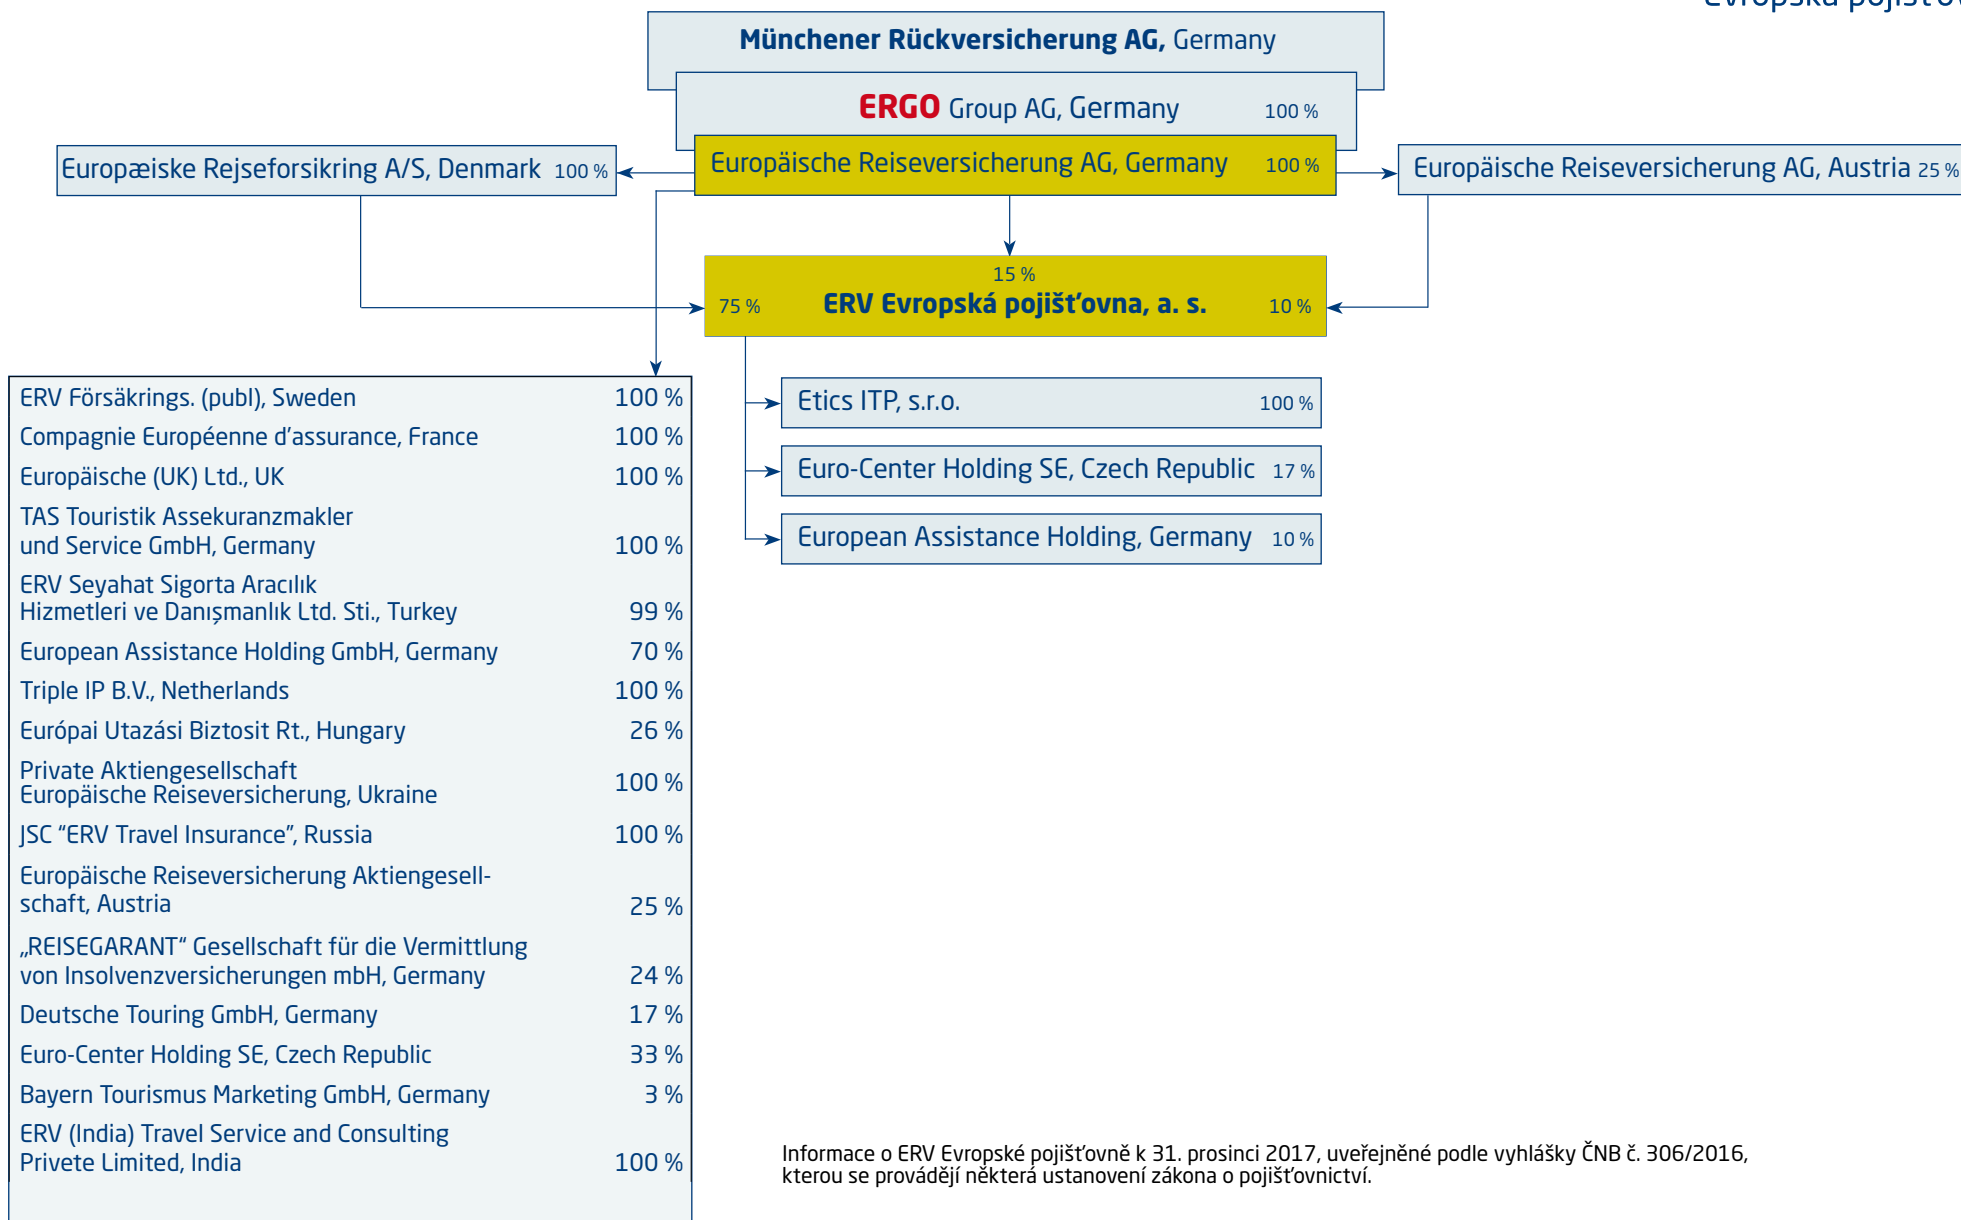 Evropská pojišťov
Münchener Rückversicherung AG, Germany
ERGO Group AG, Germany 100 %
Europæiske Rejseforsikring A/S, Denmark 100 %
Europäische Reiseversicherung AG, Germany 100 %
Europäische Reiseversicherung AG, Austria 25 %
15 %
75 % ERV Evropská pojišťovna, a. s. 10 %
Etics ITP, s.r.o. 100 %
Euro-Center Holding SE, Czech Republic 17 %
European Assistance Holding, Germany 10 %
ERV Försäkrings. (publ), Sweden 100 %
Compagnie Européenne d'assurance, France 100 %
Europäische (UK) Ltd., UK 100 %
TAS Touristik Assekuranzmakler
und Service GmbH, Germany 100 %
ERV Seyahat Sigorta Aracılık
Hizmetleri ve Danışmanlık Ltd. Sti., Turkey 99 %
European Assistance Holding GmbH, Germany 70 %
Triple IP B.V., Netherlands 100 %
Európai Utazási Biztosit Rt., Hungary 26 %
Private Aktiengesellschaft
Europäische Reiseversicherung, Ukraine 100 %
JSC “ERV Travel Insurance”, Russia 100 %
Europäische Reiseversicherung Aktiengesell-
schaft, Austria 25 %
„REISEGARANT“ Gesellschaft für die Vermittlung
von Insolvenzversicherungen mbH, Germany 24 %
Deutsche Touring GmbH, Germany 17 %
Euro-Center Holding SE, Czech Republic 33 %
Bayern Tourismus Marketing GmbH, Germany 3 %
ERV (India) Travel Service and Consulting
Privete Limited, India 100 %
Informace o ERV Evropské pojišťovně k 31. prosinci 2017, uveřejněné podle vyhlášky ČNB č. 306/2016,
kterou se provádějí některá ustanovení zákona o pojišťovnictví.